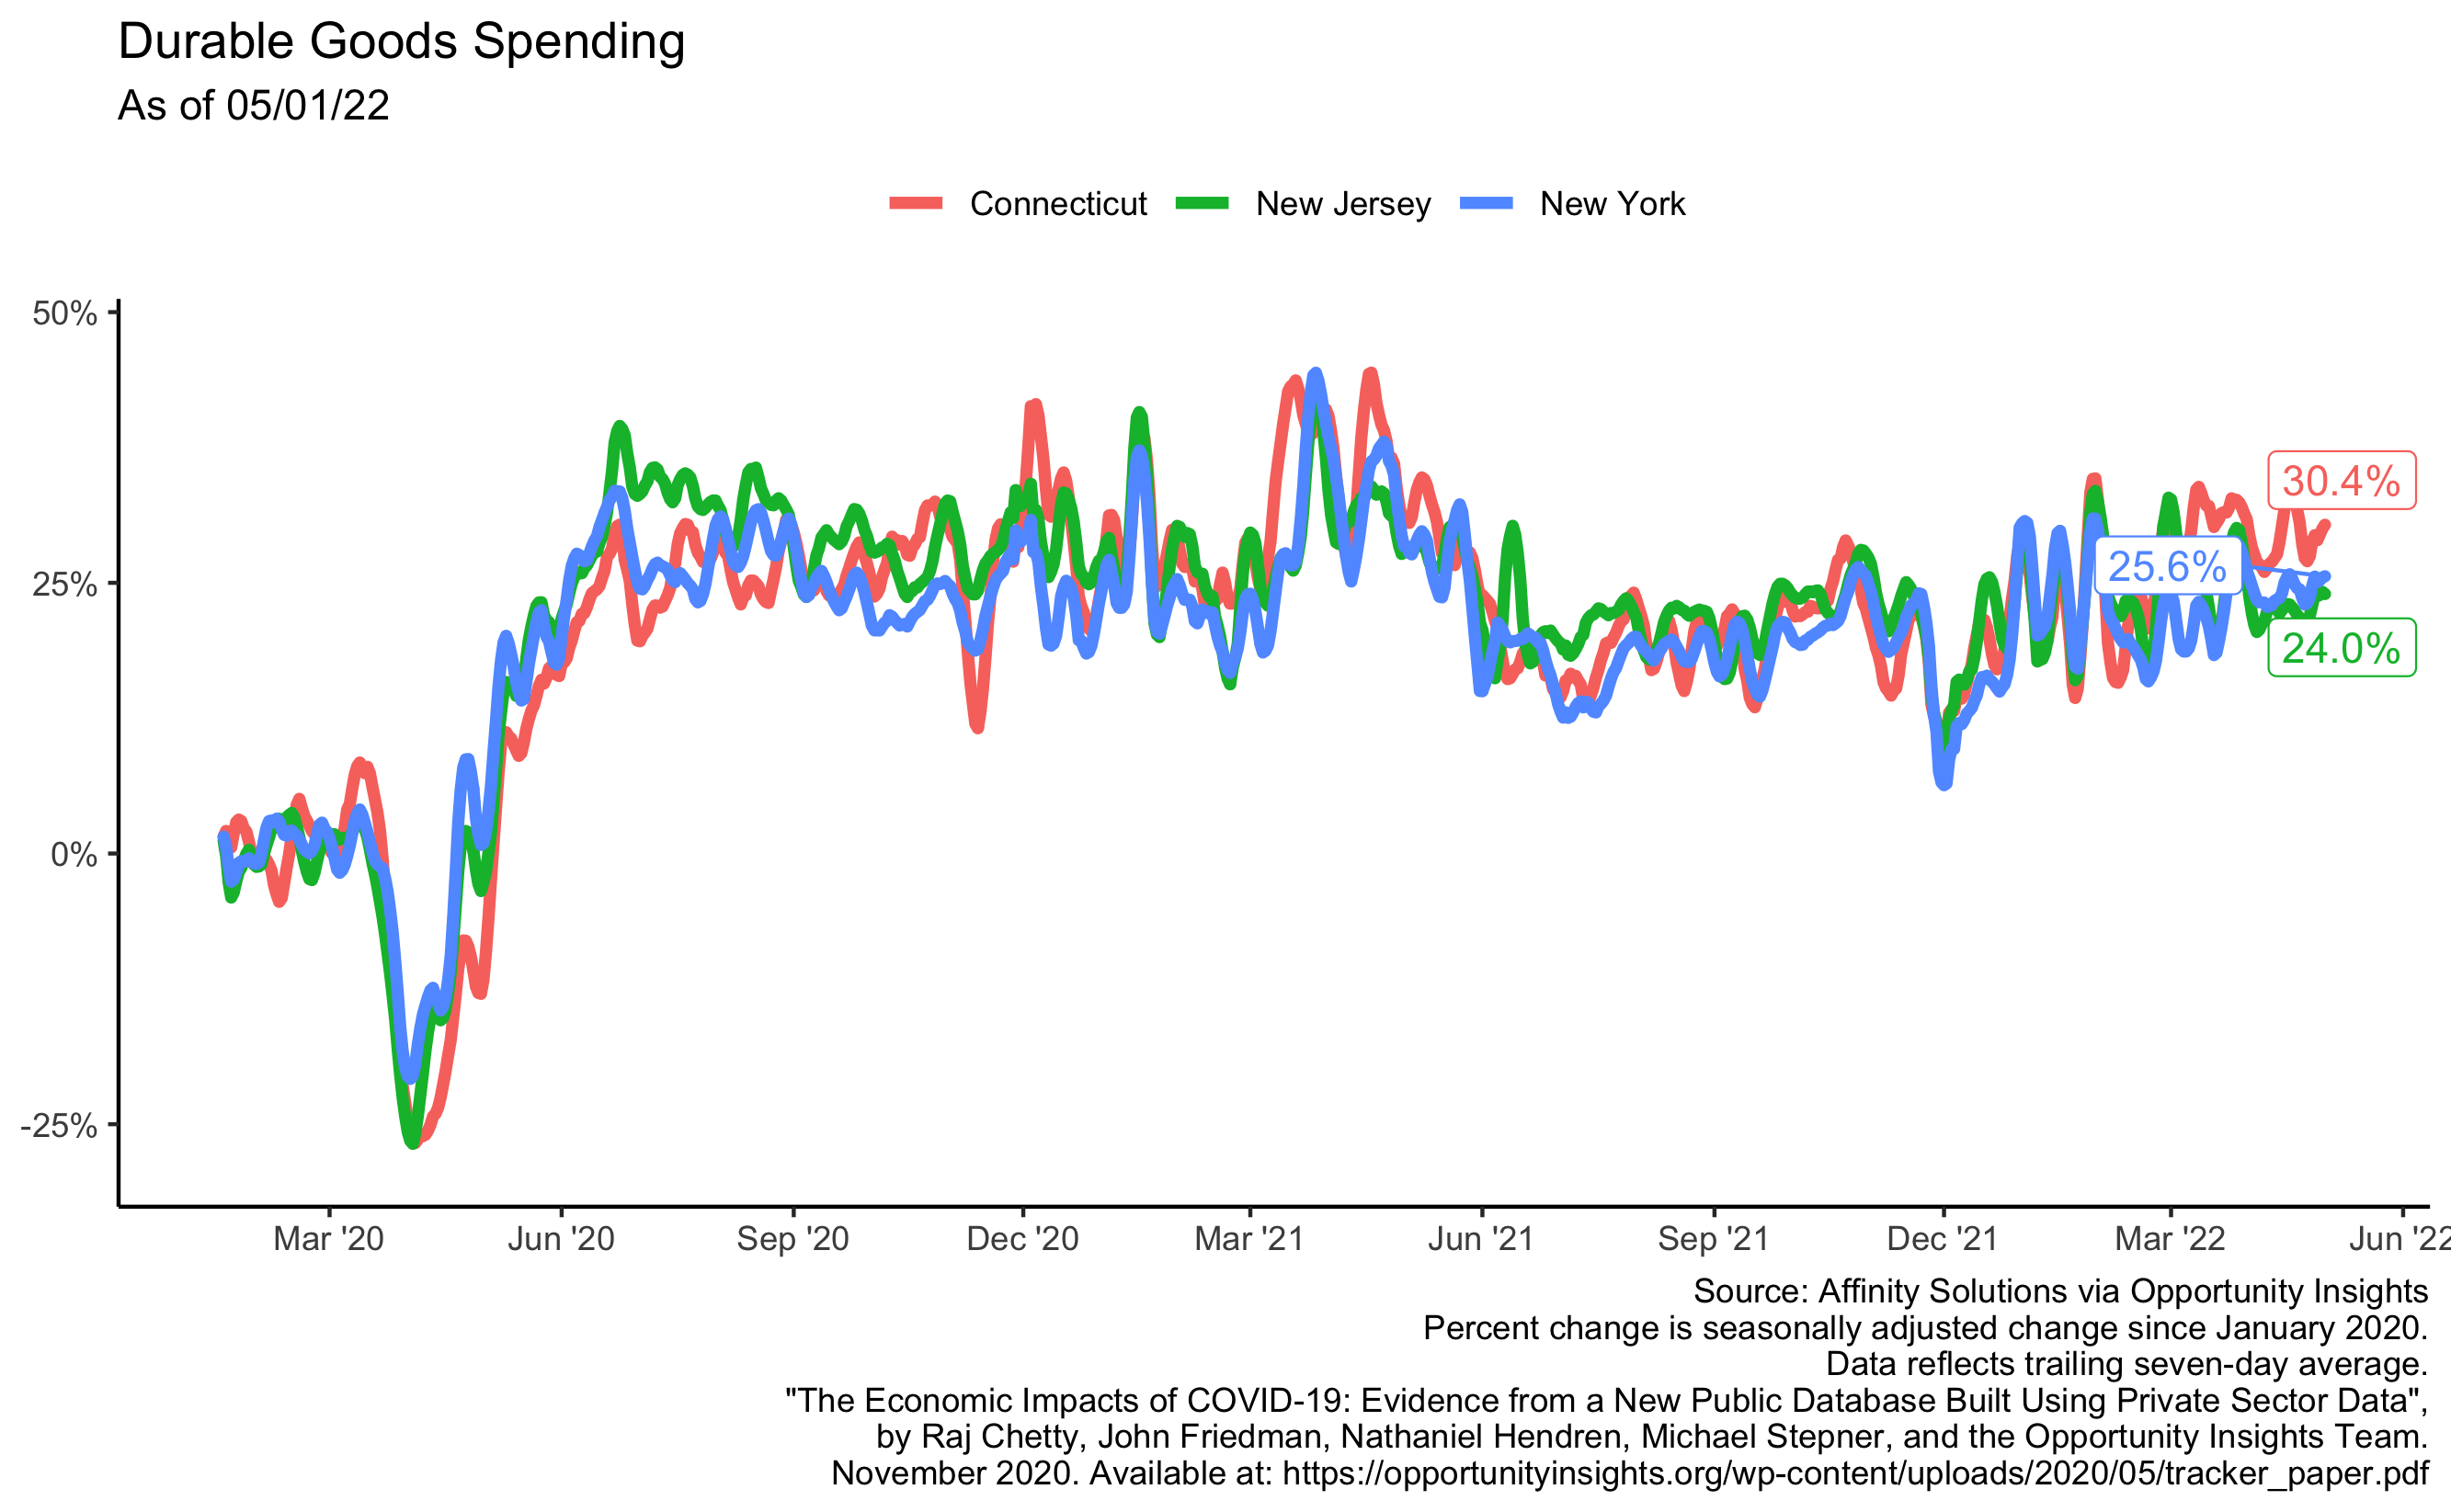 Durable Goods Spending
As of 05/01/22
Connecticut New Jersey New York
50%
25%
0%
-25%
30.4%
25.6%
24.0%
Mar '20 Jun '20 Sep '20 Dec '20 Mar '21 Jun '21 Sep '21 Dec '21 Mar '22 Jun '22
Source: Affinity Solutions via Opportunity Insights
Percent change is seasonally adjusted change since January 2020.
Data reflects trailing seven-day average.
"The Economic Impacts of COVID-19: Evidence from a New Public Database Built Using Private Sector Data",
by Raj Chetty, John Friedman, Nathaniel Hendren, Michael Stepner, and the Opportunity Insights Team.
November 2020. Available at: https://opportunityinsights.org/wp-content/uploads/2020/05/tracker_paper.pdf